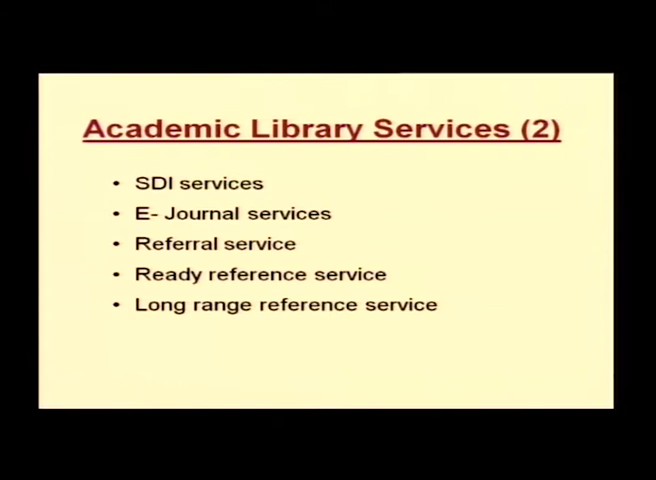 Academic Library Services (2)
• SDI services
• E- Journal services
• Referral service
• Ready reference service
• Long range reference service